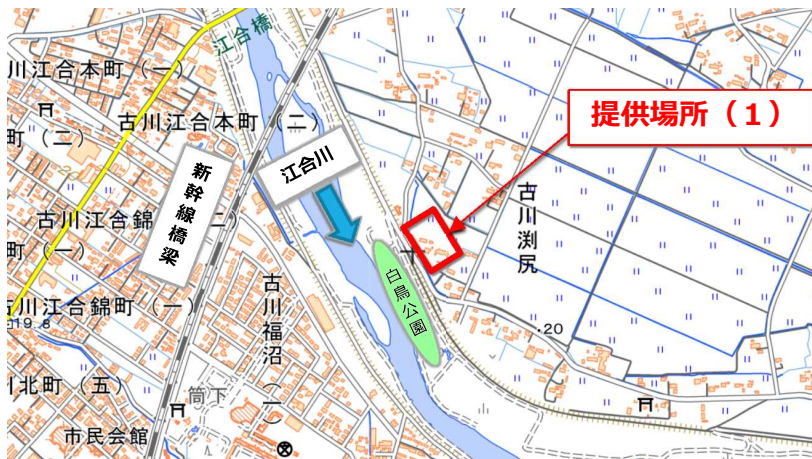 江合橋
川江合本町（一）
提供場所（１）
町（二）
古川江合本町（二）
20
新幹線橋梁
江合川
古川渕尻
古川江合錦
二）
町（一）
白鳥公園
古川福沼（一）
古川江合錦町（一）
19.8
20
川北町（五）
筒下
市民会館